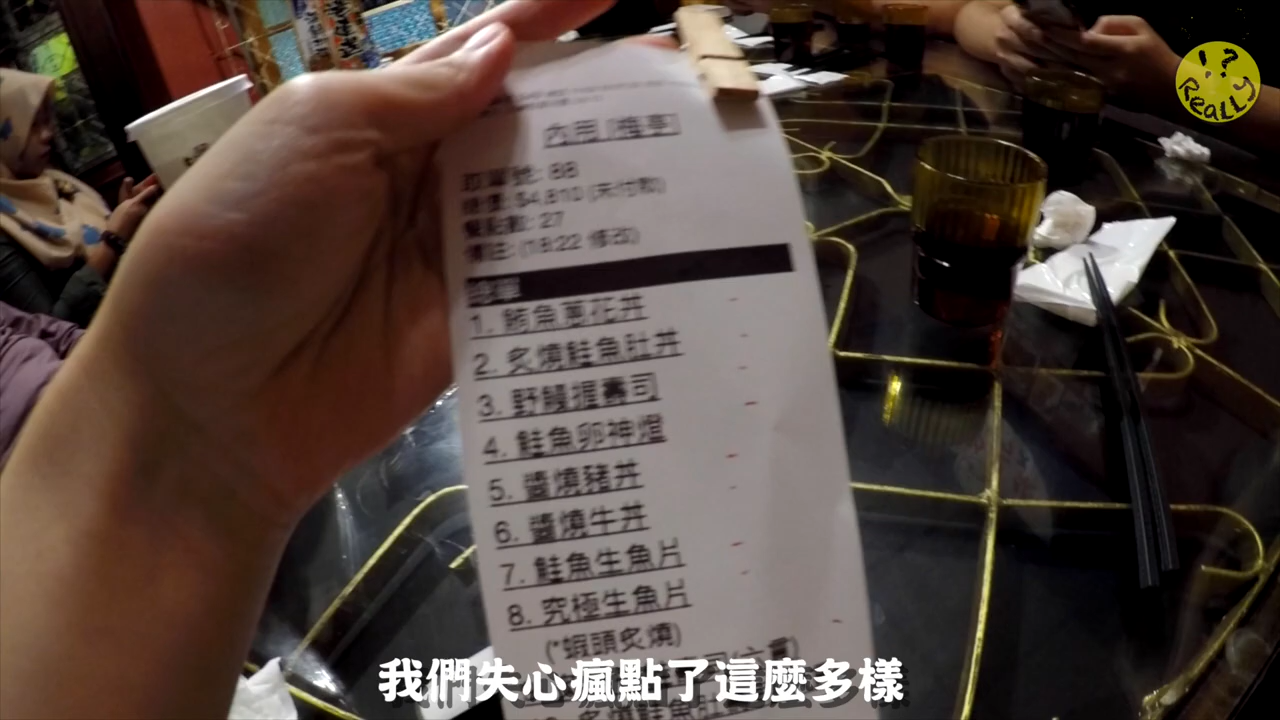 !?
ReaLLy
內用 (機更)
取單號: 88
總價: $4,810 (未付款)
餐點數: 27
備註: (18:22 修改)
1. 鮪魚蔥花丼
2. 炙燒鮭魚肚丼
3. 野饅握壽司
4. 鮭魚卵神燈
5. 醬燒豬丼
6. 醬燒牛丼
7. 鮭魚生魚片
8. 究極生魚片
(*蝦頭炙燒)
我們失心瘋點了這麼多樣